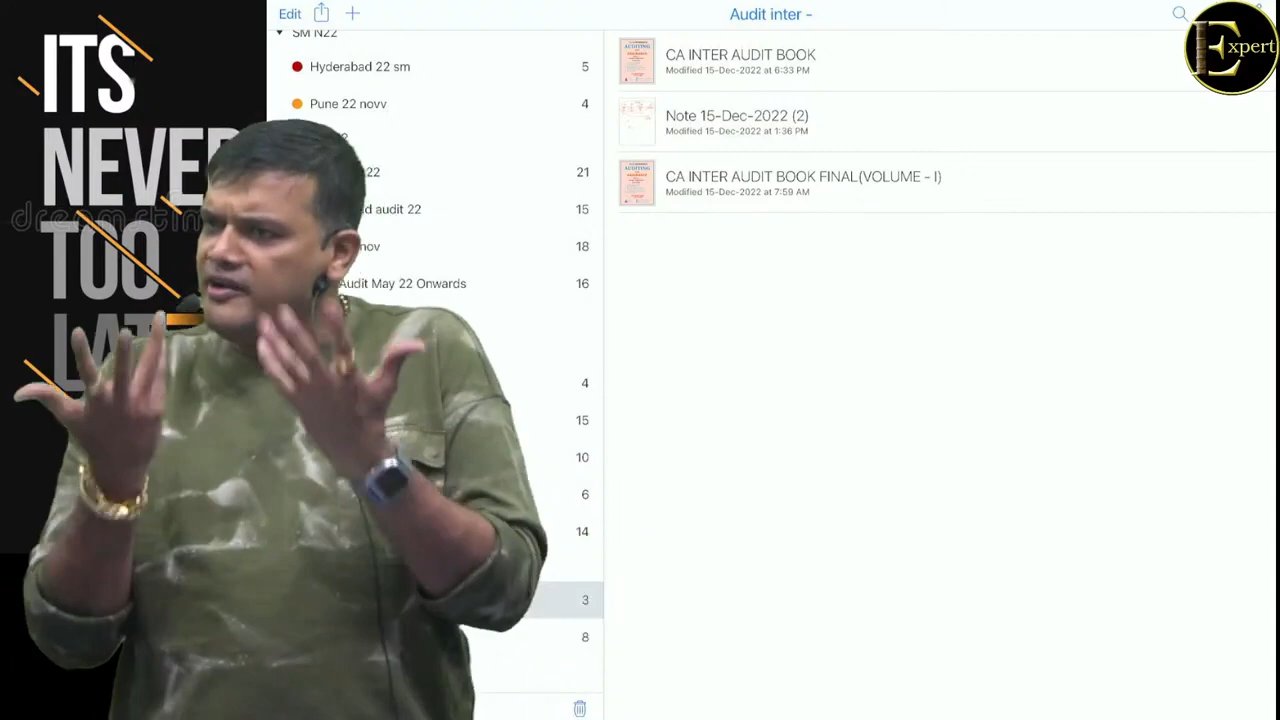 ITS
NEVER
TOO
LAT
dreamstim
Edit
Audit inter -
Expert
SM N22
Hyderabad 22 sm 5
Pune 22 novv 4
22 21
d audit 22 15
nov 18
Audit May 22 Onwards 16
4
15
10
6
14
3
8
CA INTER AUDIT BOOK
Modified 15-Dec-2022 at 6:33 PM
Note 15-Dec-2022 (2)
Modified 15-Dec-2022 at 1:36 PM
CA INTER AUDIT BOOK FINAL(VOLUME - I)
Modified 15-Dec-2022 at 7:59 AM